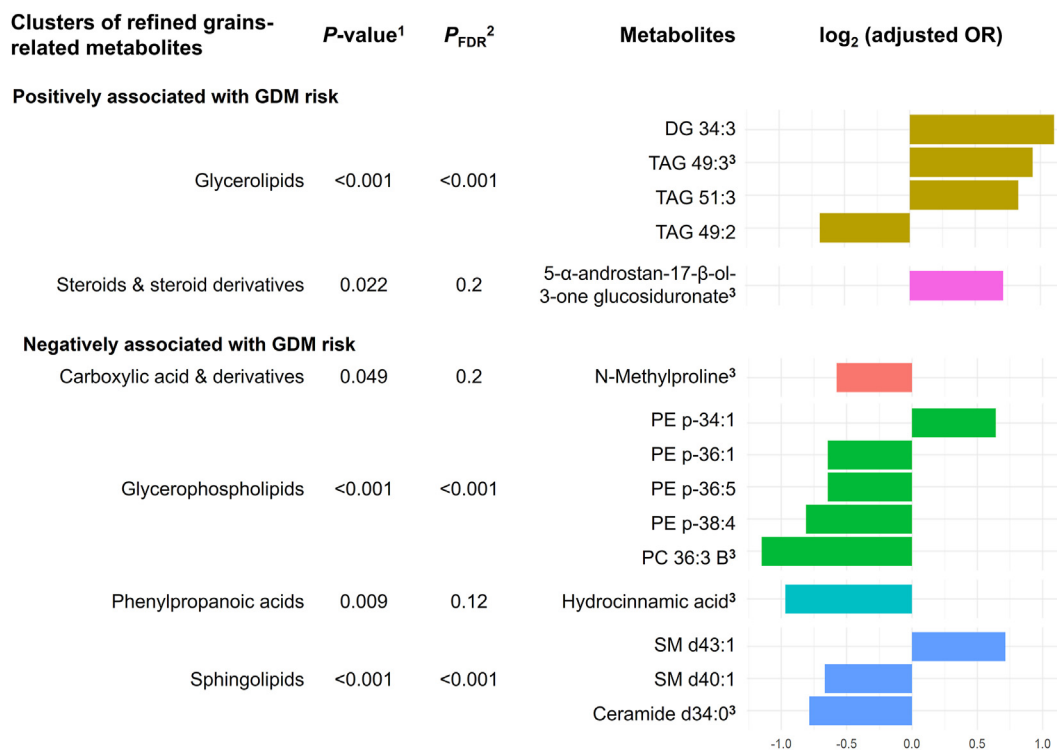 Clusters of refined grains-
related metabolites
P-value¹ P_FDR² Metabolites log₂ (adjusted OR)
Positively associated with GDM risk
DG 34:3
TAG 49:3³
Glycerolipids <0.001 <0.001
TAG 51:3
TAG 49:2
5-α-androstan-17-β-ol-
Steroids & steroid derivatives 0.022 0.2
3-one glucosiduronate³
Negatively associated with GDM risk
Carboxylic acid & derivatives 0.049 0.2 N-Methylproline³
PE p-34:1
PE p-36:1
Glycerophospholipids <0.001 <0.001 PE p-36:5
PE p-38:4
PC 36:3 B³
Phenylpropanoic acids 0.009 0.12 Hydrocinnamic acid³
SM d43:1
Sphingolipids <0.001 <0.001 SM d40:1
Ceramide d34:0³
-1.0 -0.5 0.0 0.5 1.0